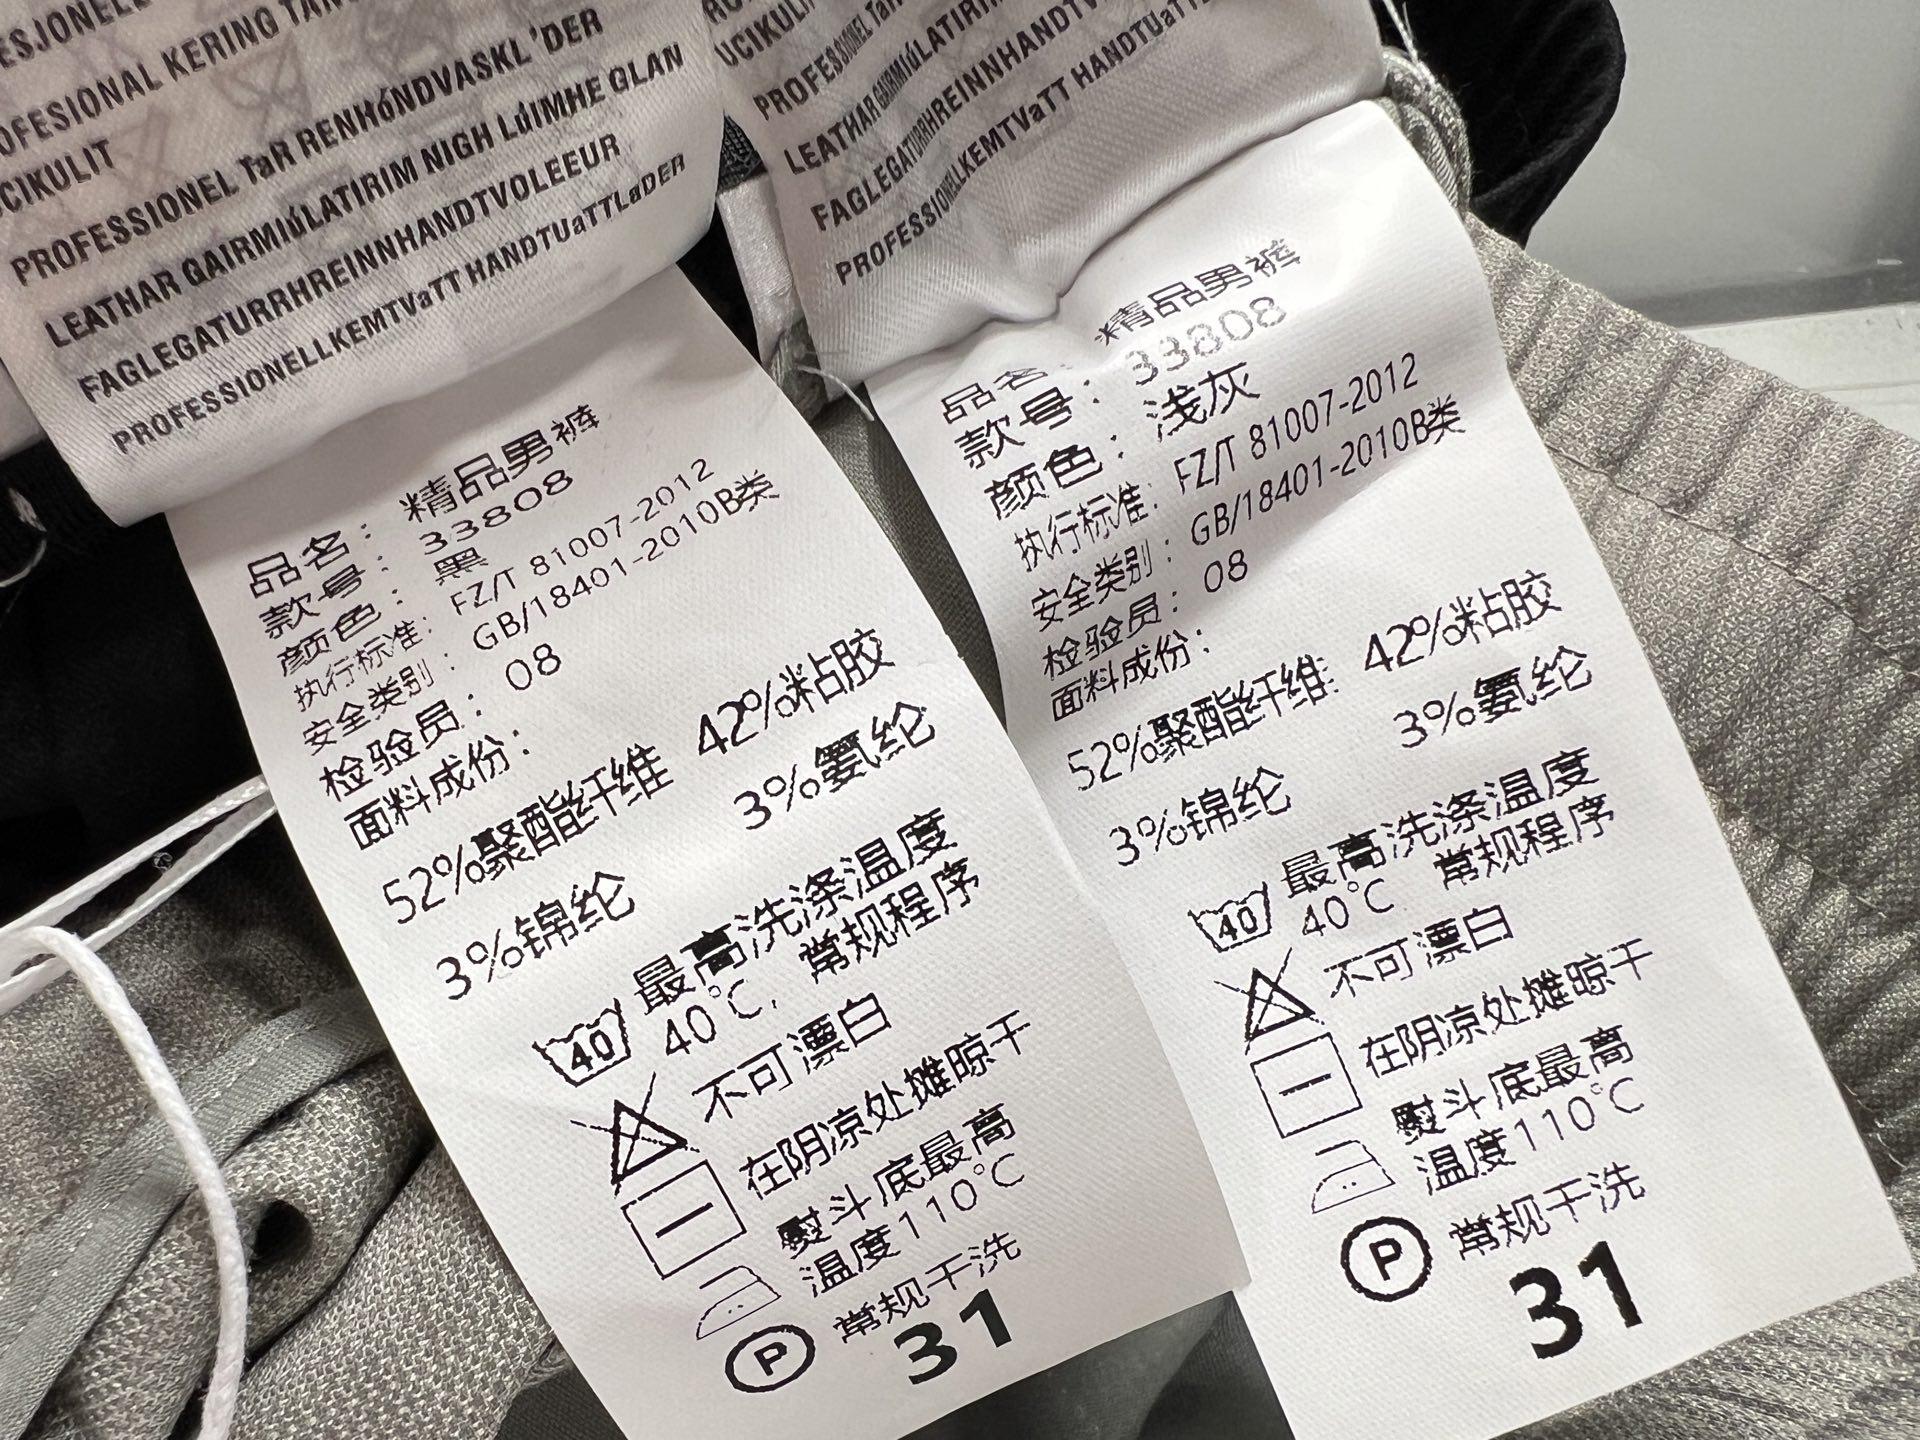 PROFESIONAL KERING TAN
UCIKULIT
PROFESSIONEL TaR RENHóNDVASKL 'DER
LEATHAR GAIRMIúLATIRIM NIGH LáIMHE GLAN
FAGLEGATURRHREINNHANDTVOLEEUR
PROFESSIONELLKEMTVaTT HANDTUaTTLaDER
品名: 精品男裤
款号: 33808
颜色: 黑
执行标准: FZ/T 81007-2012
安全类别: GB/18401-2010B类
检验员: 08
面料成份:
52%聚酯纤维 42%粘胶
3%锦纶 3%氨纶
40 最高洗涤温度
40℃, 常规程序
不可漂白
在阴凉处摊晾干
熨斗底最高
温度110℃
P 常规干洗
31
UCIKULIT
PROFESSIONEL TaR
LEATHAR GAIRMIúLATIRIM
FAGLEGATURRHREINNHANDTV
PROFESSIONELLKEMTVaTT HANDTUaTTL
品名: 精品男裤
款号: 33808
颜色: 浅灰
执行标准: FZ/T 81007-2012
安全类别: GB/18401-2010B类
检验员: 08
面料成份:
52%聚酯纤维 42%粘胶
3%锦纶 3%氨纶
40 最高洗涤温度
40℃ 常规程序
不可漂白
在阴凉处摊晾干
熨斗底最高
温度110℃
P 常规干洗
31